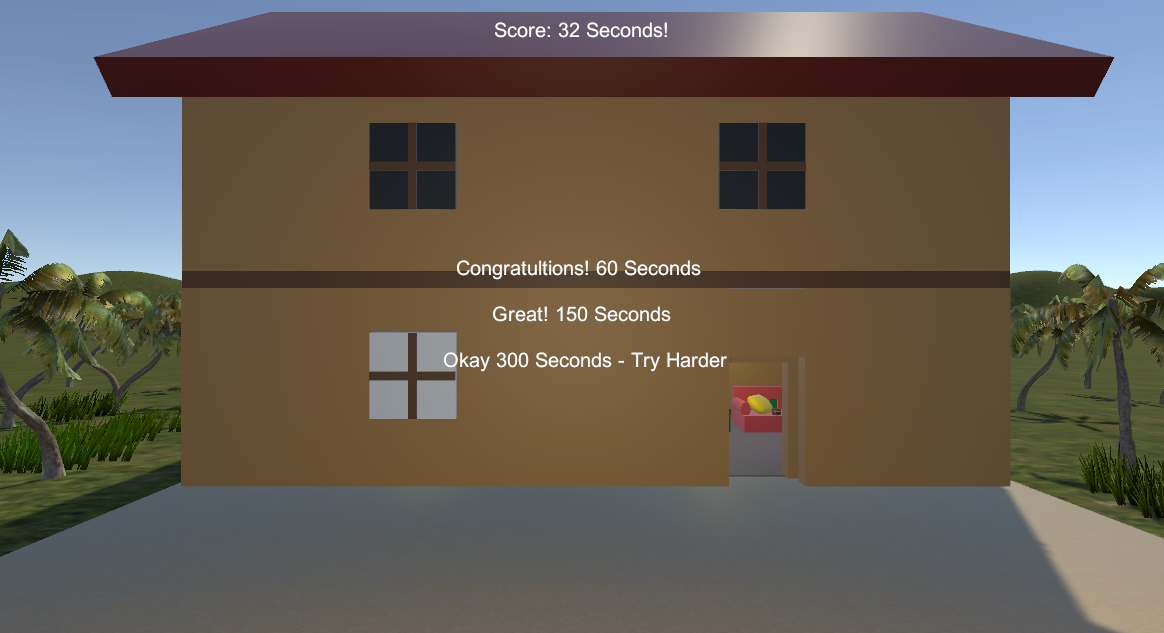 Score: 32 Seconds!
Congratultions! 60 Seconds
Great! 150 Seconds
Okay 300 Seconds - Try Harder